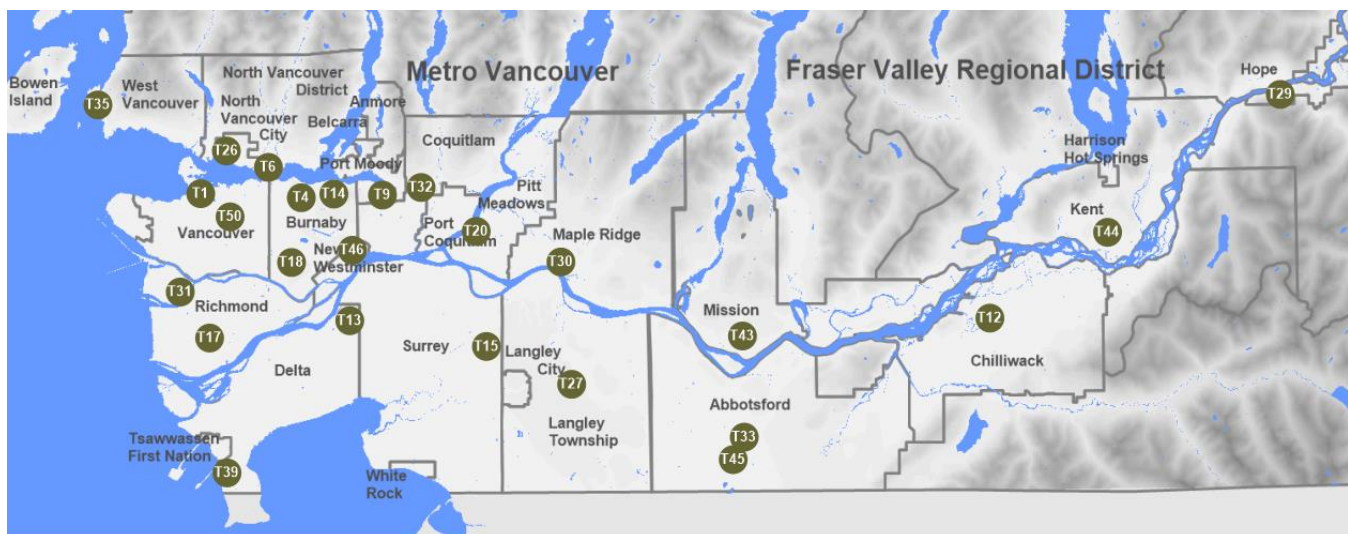 Metro Vancouver
Fraser Valley Regional District
Bowen
Island
T35
West
Vancouver
North Vancouver
District
North
Vancouver
City
Anmore
Belcarra
Port Moody
Coquitlam
T26
T6
T1
T50
Vancouver
T4
T14
Burnaby
T9
T32
T18
New
Westminster
T46
Port
Coquitlam
T20
Pitt
Meadows
Maple Ridge
T30
T31
Richmond
T17
T13
Delta
Surrey
T15
Langley
City
T27
Langley
Township
Tsawwassen
First Nation
T39
White
Rock
Mission
T43
Abbotsford
T33
T45
T12
Chilliwack
Harrison
Hot Springs
Kent
T44
Hope
T29